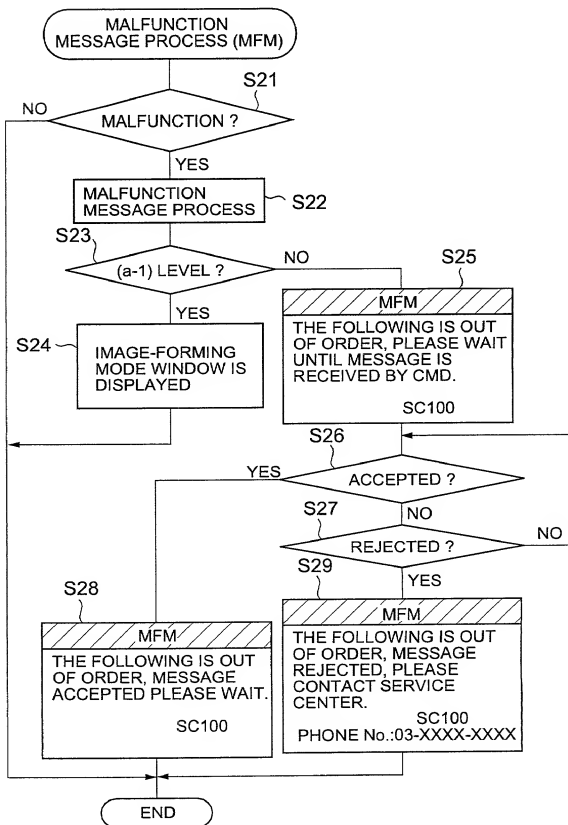 MALFUNCTION
MESSAGE PROCESS (MFM)
S21
NO
MALFUNCTION ?
YES
MALFUNCTION
MESSAGE PROCESS
S22
S23
(a-1) LEVEL ?
NO
YES
S24
IMAGE-FORMING
MODE WINDOW IS
DISPLAYED
S25
MFM
THE FOLLOWING IS OUT
OF ORDER, PLEASE WAIT
UNTIL MESSAGE IS
RECEIVED BY CMD.
SC100
S26
YES
ACCEPTED ?
NO
S27
REJECTED ?
NO
YES
S28
MFM
THE FOLLOWING IS OUT
OF ORDER, MESSAGE
ACCEPTED PLEASE WAIT.
SC100
S29
MFM
THE FOLLOWING IS OUT
OF ORDER, MESSAGE
REJECTED, PLEASE
CONTACT SERVICE
CENTER.
SC100
PHONE No.:03-XXXX-XXXX
END